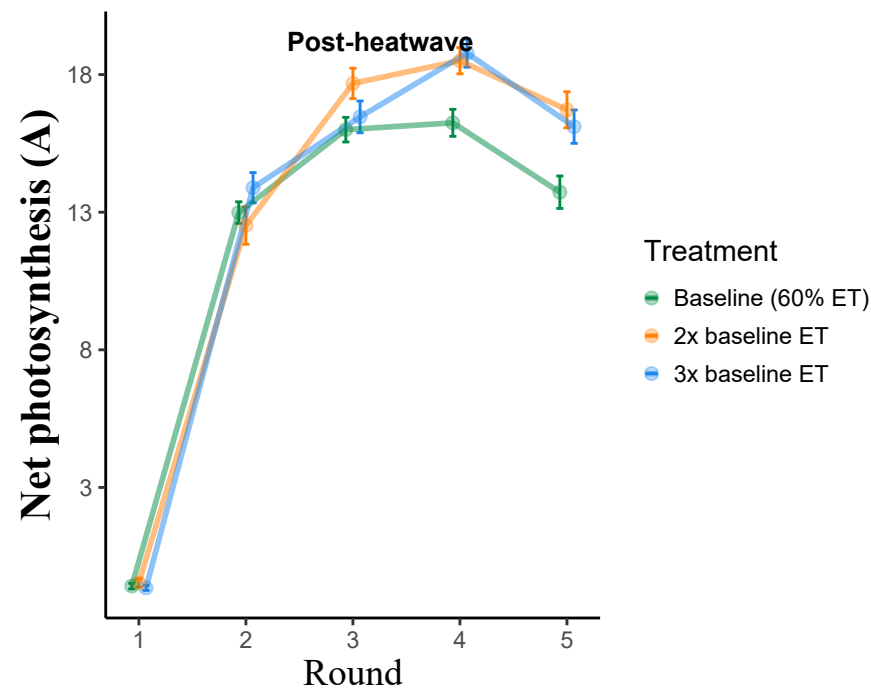 Post-heatwave
Net photosynthesis (A)
18
13
8
3
1 2 3 4 5
Round
Treatment
Baseline (60% ET)
2x baseline ET
3x baseline ET